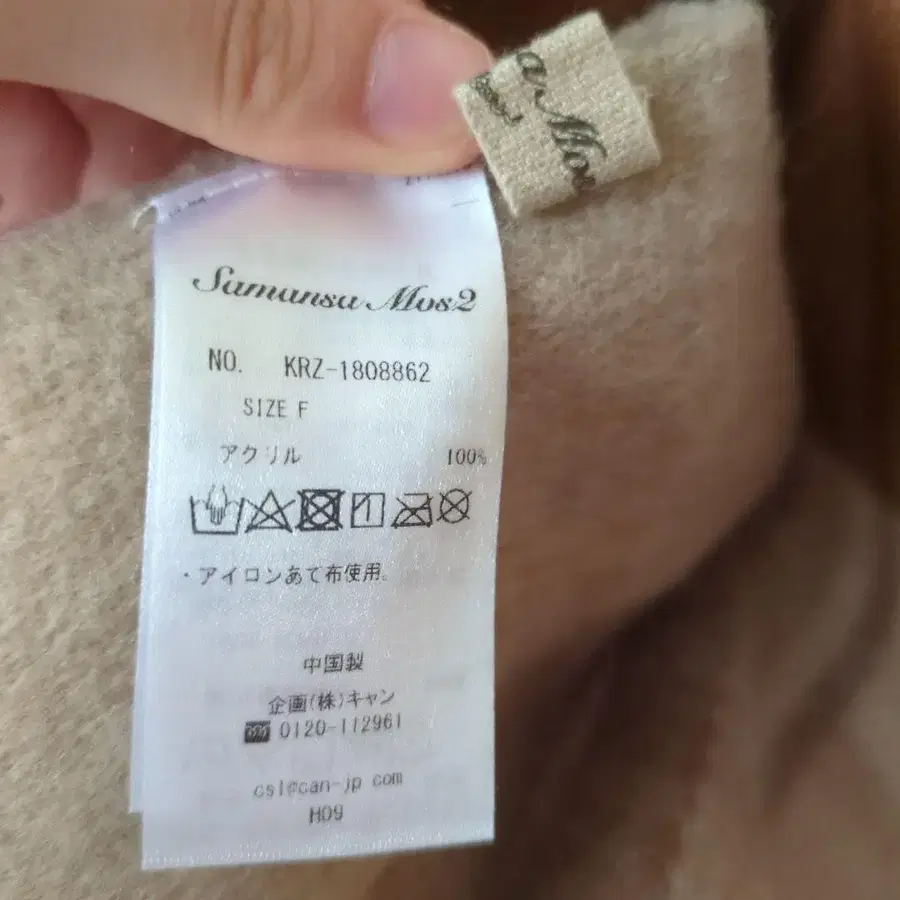 a Mos
Samansa Mos2
NO. KRZ-1808862
SIZE F
アクリル 100%
・アイロンあて布使用。
中国製
企画(株)キャン
0120-112961
csl@can-jp com
H09